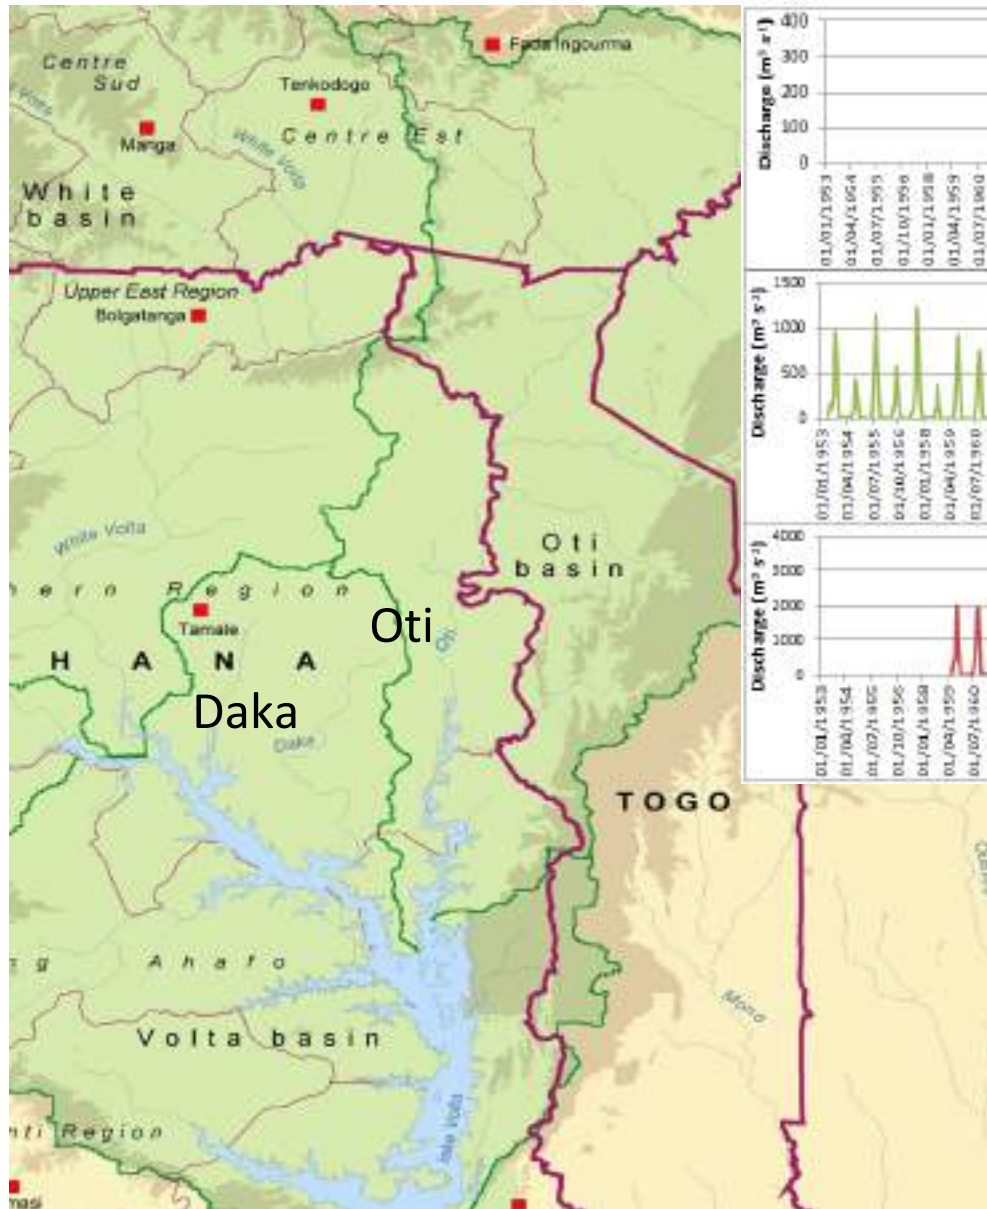 Centre
Sud
Fada Ingourma
Tenkodogo
Centre Est
Manga
White Volta
White
basin
Upper East Region
Bolgatanga
White Volta
Oti
basin
hern Region
Tamale
Oti
Oti
H A N A
Daka
Daka
TOGO
ng Ahafo
Mono
Volta basin
Lake Volta
nti Region
masi
Discharge (m³ s⁻¹)
400
300
200
100
0
01/01/1953
01/04/1954
01/07/1955
01/10/1956
01/01/1958
01/04/1959
01/07/1960
Discharge (m³ s⁻¹)
1500
1000
500
0
01/01/1953
01/04/1954
01/07/1955
01/10/1956
01/01/1958
01/04/1959
01/07/1960
Discharge (m³ s⁻¹)
4000
3000
2000
1000
0
01/01/1953
01/04/1954
01/07/1955
01/10/1956
01/01/1958
01/04/1959
01/07/1960